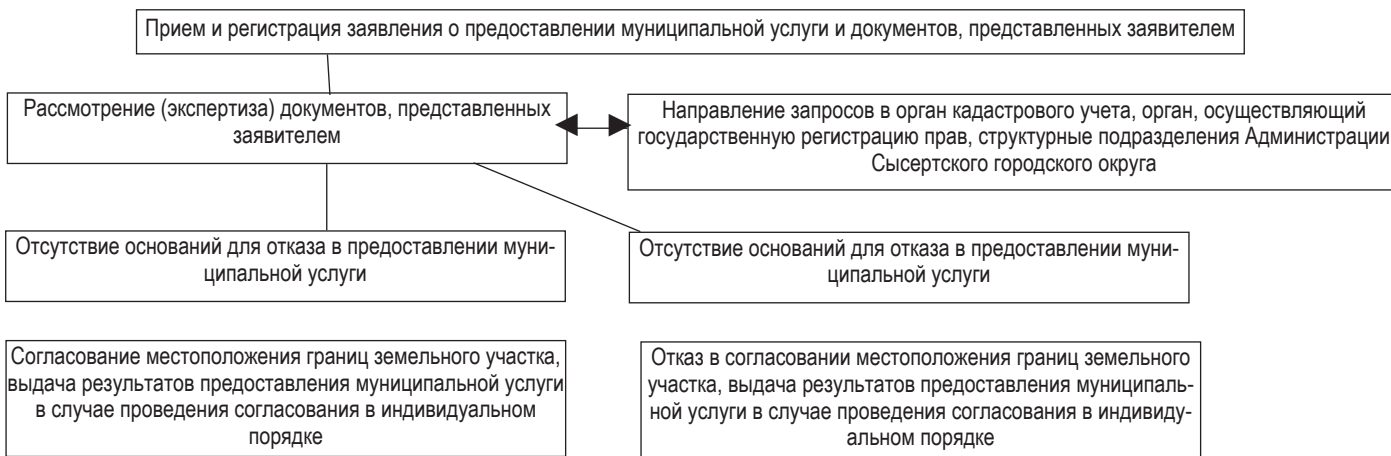 Прием и регистрация заявления о предоставлении муниципальной услуги и документов, представленных заявителем
Рассмотрение (экспертиза) документов, представленных
заявителем
Направление запросов в орган кадастрового учета, орган, осуществляющий
государственную регистрацию прав, структурные подразделения Администрации
Сысертского городского округа
Отсутствие оснований для отказа в предоставлении муни-
ципальной услуги
Отсутствие оснований для отказа в предоставлении муни-
ципальной услуги
Согласование местоположения границ земельного участка,
выдача результатов предоставления муниципальной услуги
в случае проведения согласования в индивидуальном
порядке
Отказ в согласовании местоположения границ земельного
участка, выдача результатов предоставления муниципаль-
ной услуги в случае проведения согласования в индивиду-
альном порядке